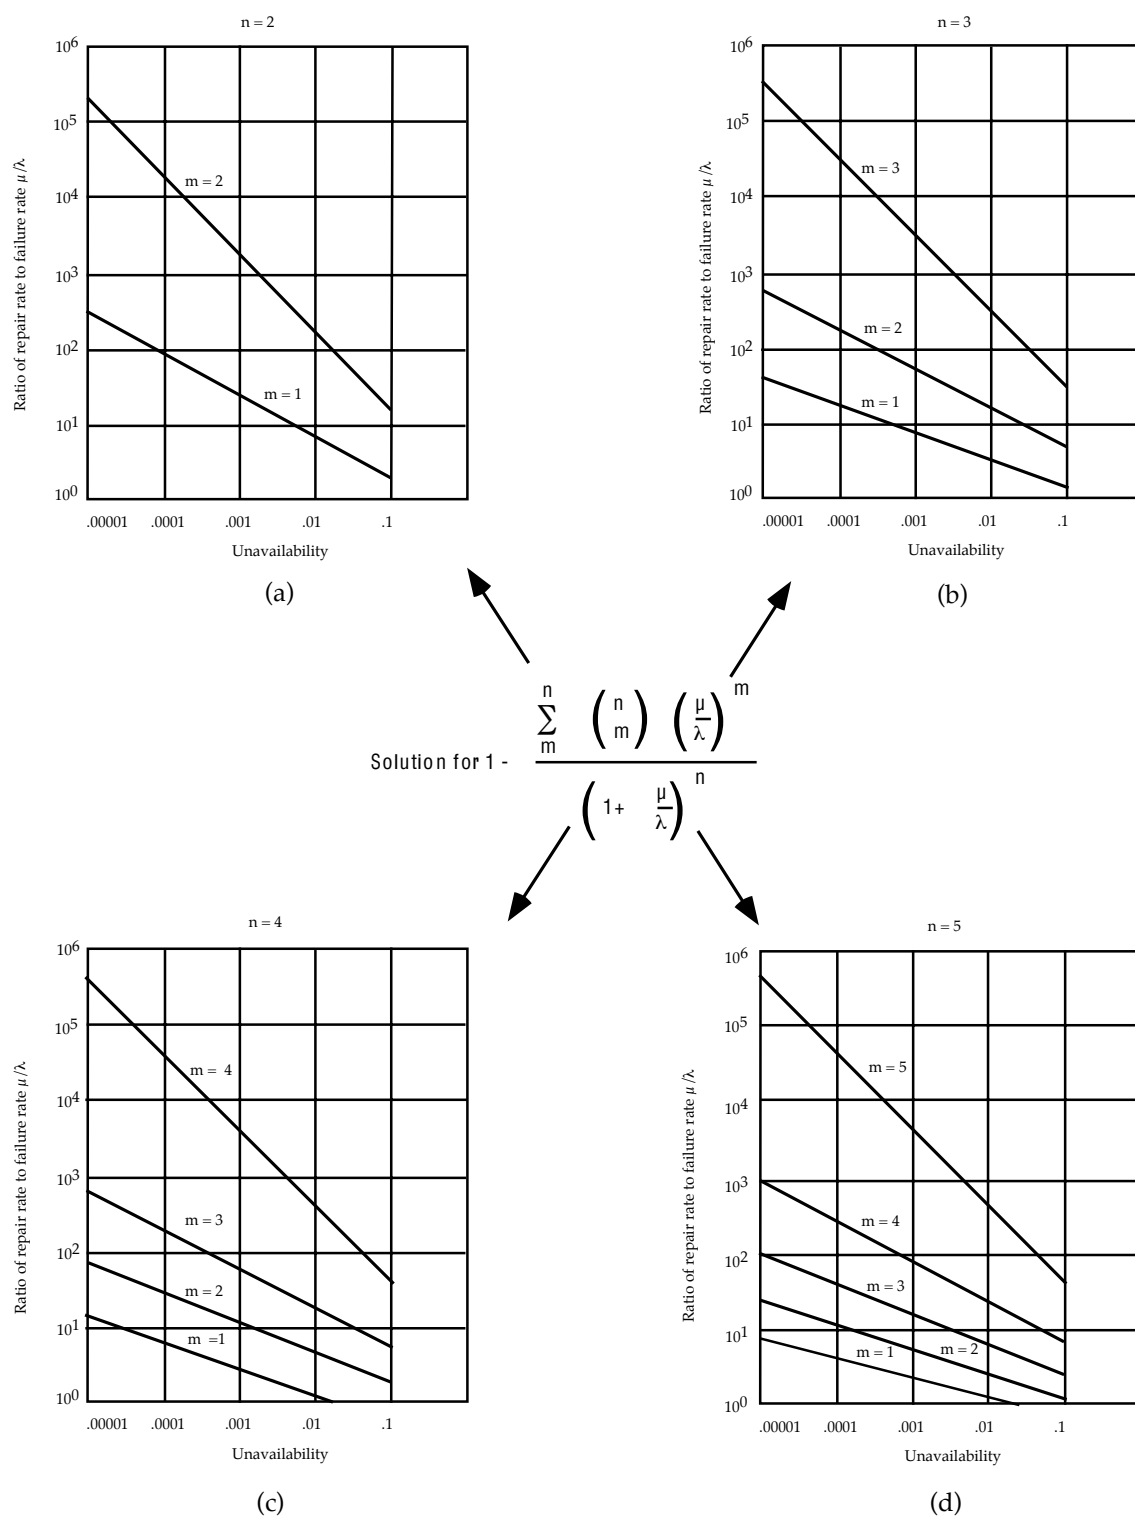 n = 2
10⁶
10⁵
10⁴
10³
10²
10¹
10⁰
Ratio of repair rate to failure rate µ/λ
m = 2
m = 1
.00001 .0001 .001 .01 .1
Unavailability
(a)
n = 3
10⁶
10⁵
10⁴
10³
10²
10¹
10⁰
Ratio of repair rate to failure rate µ/λ
m = 3
m = 2
m = 1
.00001 .0001 .001 .01 .1
Unavailability
(b)
n m
∑ ( n m ) ( µ/λ )
m
Solution for 1 -
n
( 1+ µ/λ )
n = 4
10⁶
10⁵
10⁴
10³
10²
10¹
10⁰
Ratio of repair rate to failure rate µ/λ
m = 4
m = 3
m = 2
m =1
.00001 .0001 .001 .01 .1
Unavailability
(c)
n = 5
10⁶
10⁵
10⁴
10³
10²
10¹
10⁰
Ratio of repair rate to failure rate µ/λ
m = 5
m = 4
m = 3
m = 2
m = 1
.00001 .0001 .001 .01 .1
Unavailability
(d)